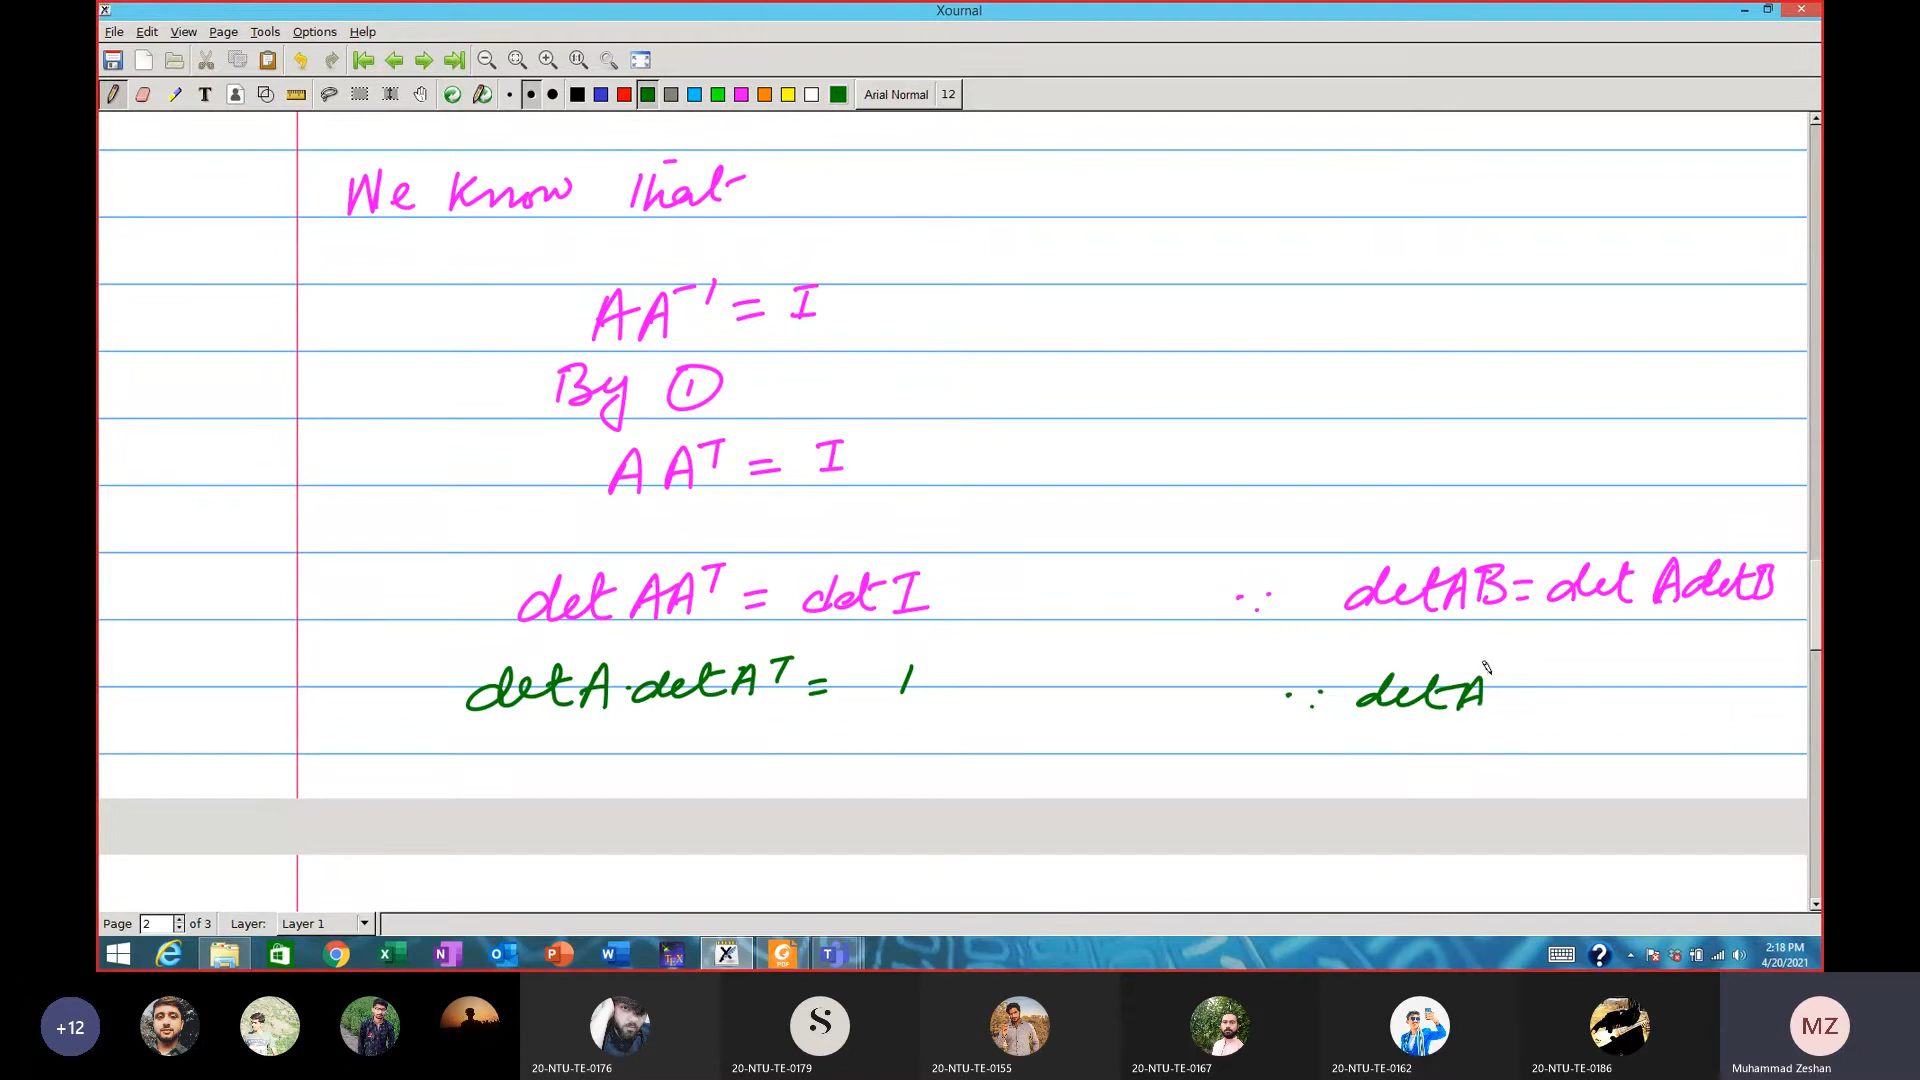 Xournal
File Edit View Page Tools Options Help
Arial Normal 12
We know that
AA⁻¹ = I
By ①
A Aᵀ = I
det AAᵀ = det I ∵ det AB = det A det B
det A · det Aᵀ = 1 ∵ det A
Page 2 of 3 Layer: Layer 1
2:18 PM
4/20/2021
+12 S MZ
20-NTU-TE-0176 20-NTU-TE-0179 20-NTU-TE-0155 20-NTU-TE-0167 20-NTU-TE-0162 20-NTU-TE-0186 Muhammad Zeshan